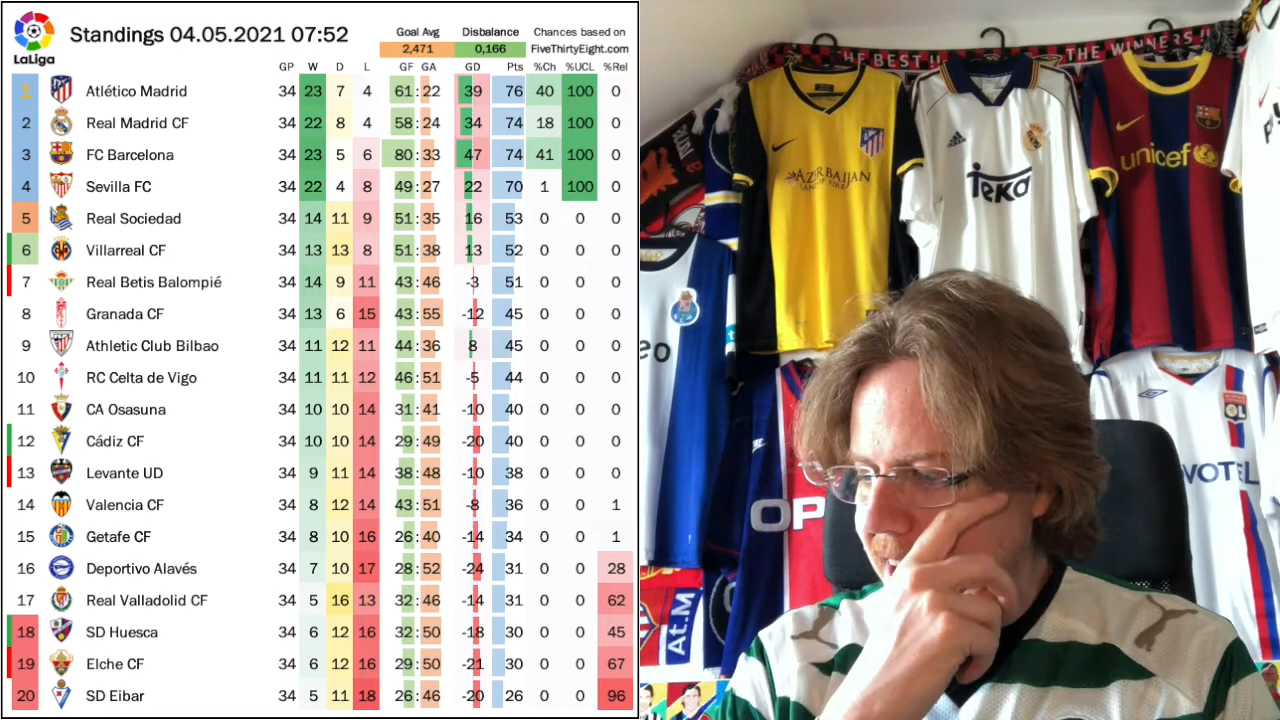 Standings 04.05.2021 07:52
LaLiga
Goal Avg Disbalance Chances based on
2,471 0,166 FiveThirtyEight.com
GP W D L GF GA GD Pts %Ch %UCL %Rel
1 Atlético Madrid 34 23 7 4 61:22 39 76 40 100 0
2 Real Madrid CF 34 22 8 4 58:24 34 74 18 100 0
3 FC Barcelona 34 23 5 6 80:33 47 74 41 100 0
4 Sevilla FC 34 22 4 8 49:27 22 70 1 100 0
5 Real Sociedad 34 14 11 9 51:35 16 53 0 0 0
6 Villarreal CF 34 13 13 8 51:38 13 52 0 0 0
7 Real Betis Balompié 34 14 9 11 43:46 -3 51 0 0 0
8 Granada CF 34 13 6 15 43:55 -12 45 0 0 0
9 Athletic Club Bilbao 34 11 12 11 44:36 8 45 0 0 0
10 RC Celta de Vigo 34 11 11 12 46:51 -5 44 0 0 0
11 CA Osasuna 34 10 10 14 31:41 -10 40 0 0 0
12 Cádiz CF 34 10 10 14 29:49 -20 40 0 0 0
13 Levante UD 34 9 11 14 38:48 -10 38 0 0 0
14 Valencia CF 34 8 12 14 43:51 -8 36 0 0 1
15 Getafe CF 34 8 10 16 26:40 -14 34 0 0 1
16 Deportivo Alavés 34 7 10 17 28:52 -24 31 0 0 28
17 Real Valladolid CF 34 5 16 13 32:46 -14 31 0 0 62
18 SD Huesca 34 6 12 16 32:50 -18 30 0 0 45
19 Elche CF 34 6 12 16 29:50 -21 30 0 0 67
20 SD Eibar 34 5 11 18 26:46 -20 26 0 0 96
THE BEST !! THE WINNERS !!
AZERBAIJAN
LAND OF FIRE
Teka
unicef
eo
OP
VOTEL
OL
At.M